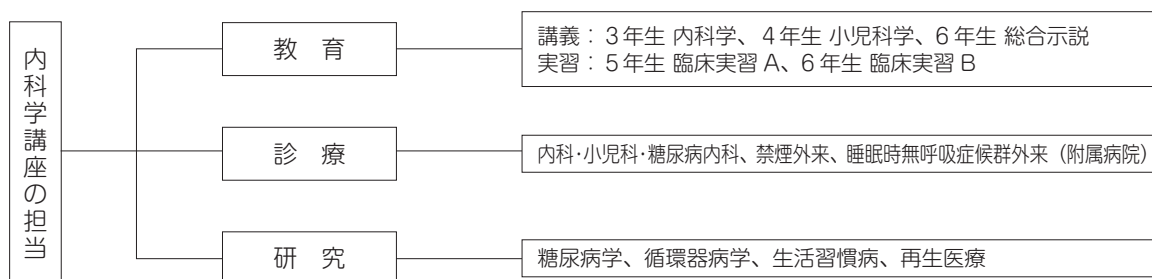 内科学講座の担当
教 育
講義：3年生 内科学、4年生 小児科学、6年生 総合示説
実習：5年生 臨床実習 A、6年生 臨床実習 B
診 療
内科・小児科・糖尿病内科、禁煙外来、睡眠時無呼吸症候群外来（附属病院）
研 究
糖尿病学、循環器病学、生活習慣病、再生医療